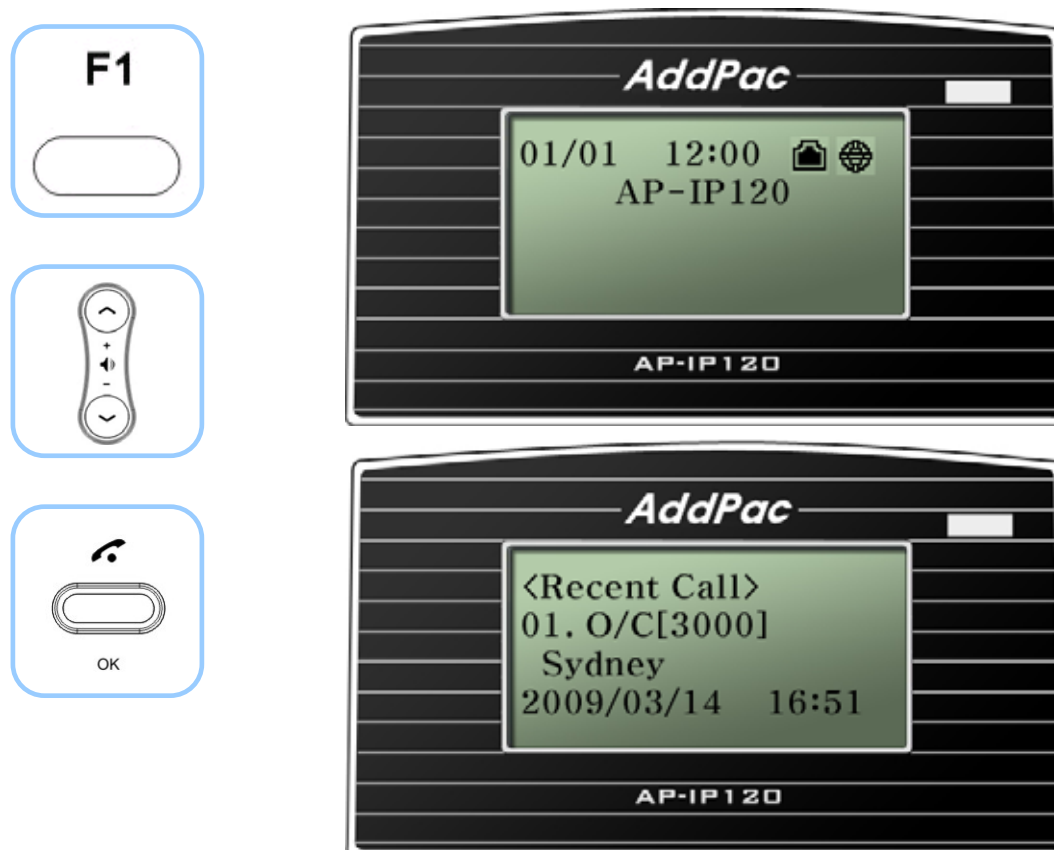 F1
OK
AddPac
01/01 12:00
AP-IP120
AP-IP120
AddPac
<Recent Call>
01. O/C[3000]
Sydney
2009/03/14 16:51
AP-IP120